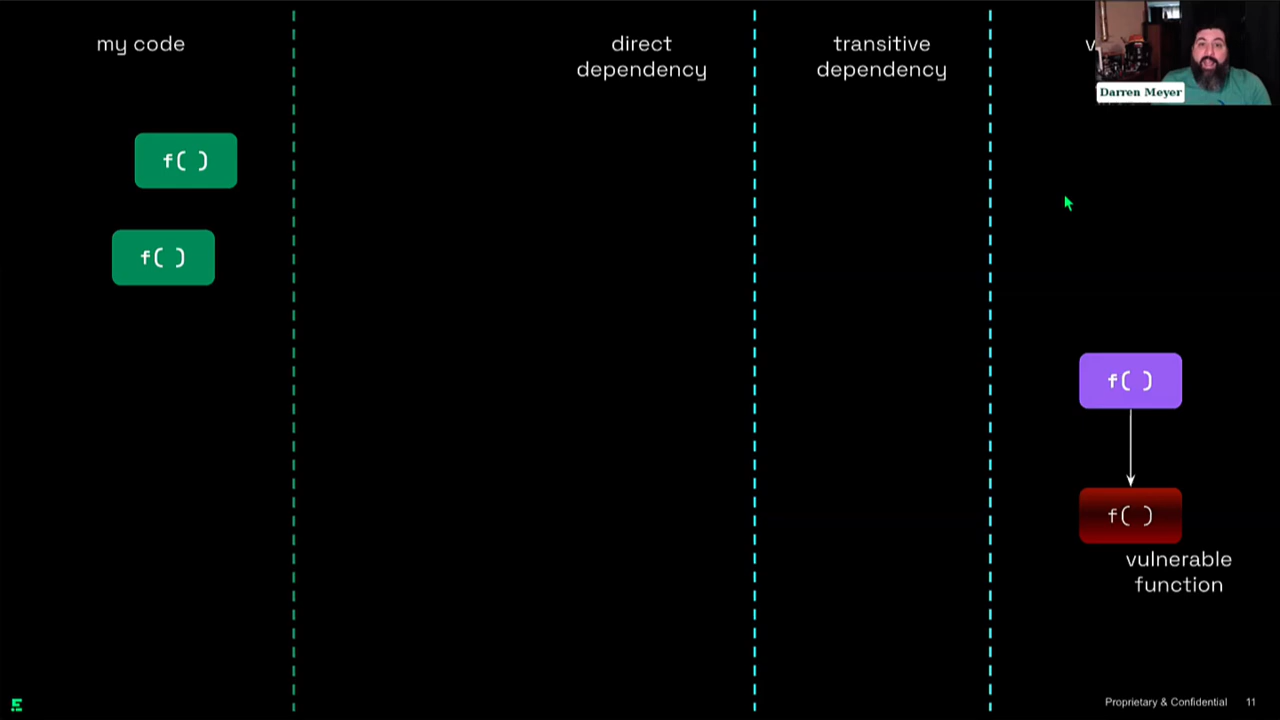 my code
direct
dependency
transitive
dependency
Darren Meyer
f( )
f( )
f( )
f( )
vulnerable
function
Proprietary & Confidential
11